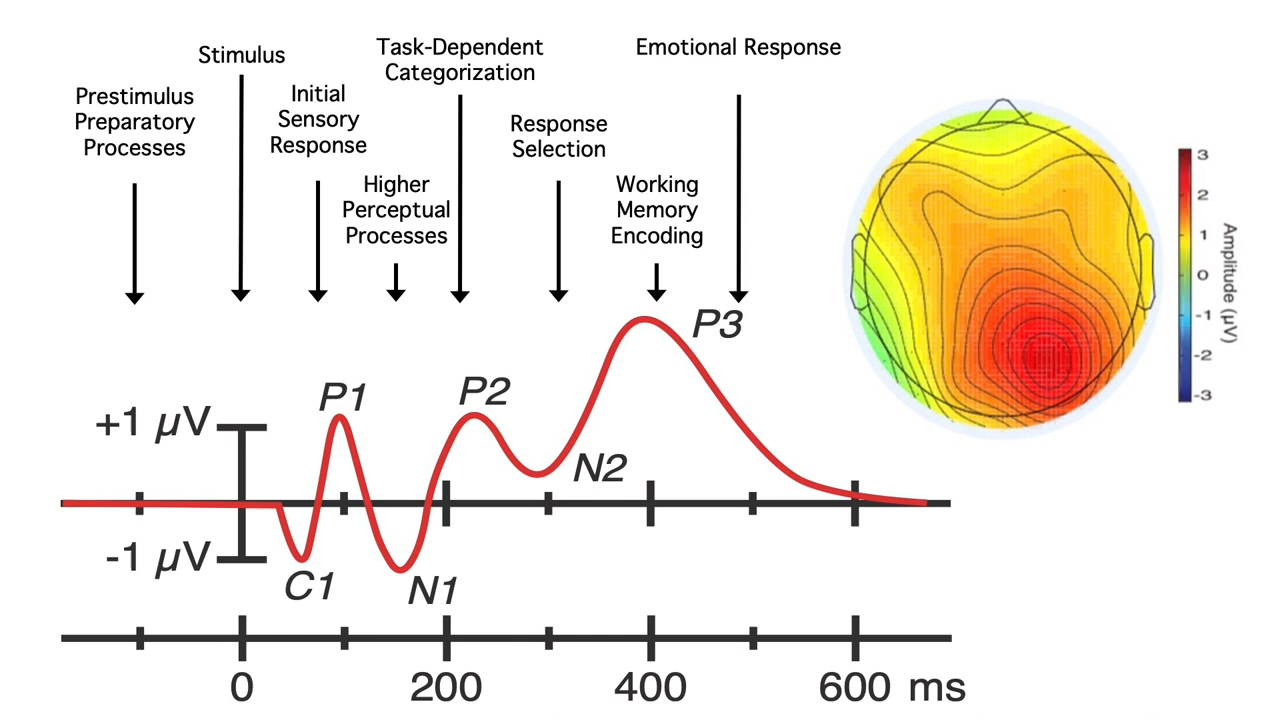 Stimulus
Task-Dependent
Categorization
Emotional Response
Prestimulus
Preparatory
Processes
Initial
Sensory
Response
Response
Selection
Higher
Perceptual
Processes
Working
Memory
Encoding
P3
P1
P2
+1 µV
N2
-1 µV
C1
N1
0
200
400
600 ms
3
2
1
0
-1
-2
-3
Amplitude (µV)